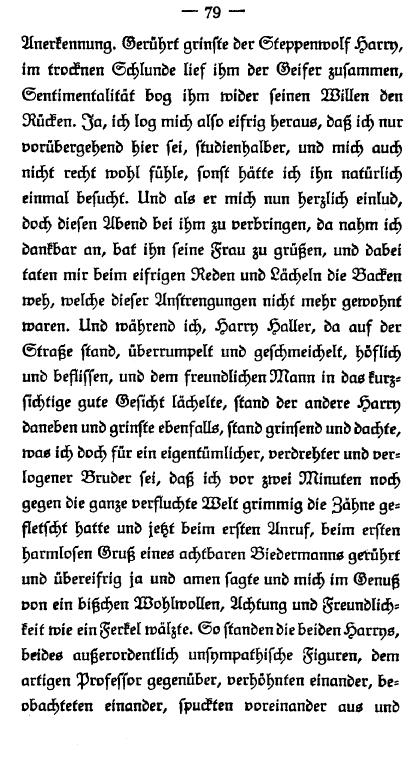 — 79 —
Anerkennung. Gerührt grinste der Steppenwolf Harry,
im trocknen Schlunde lief ihm der Geifer zusammen,
Sentimentalität bog ihm wider seinen Willen den
Rücken. Ja, ich log mich also eifrig heraus, daß ich nur
vorübergehend hier sei, studienhalber, und mich auch
nicht recht wohl fühle, sonst hätte ich ihn natürlich
einmal besucht. Und als er mich nun herzlich einlud,
doch diesen Abend bei ihm zu verbringen, da nahm ich
dankbar an, bat ihn seine Frau zu grüßen, und dabei
taten mir beim eifrigen Reden und Lächeln die Backen
weh, welche dieser Anstrengungen nicht mehr gewohnt
waren. Und während ich, Harry Haller, da auf der
Straße stand, überrumpelt und geschmeichelt, höflich
und beflissen, und dem freundlichen Mann in das kurz-
sichtige gute Gesicht lächelte, stand der andere Harry
daneben und grinste ebenfalls, stand grinsend und dachte,
was ich doch für ein eigentümlicher, verdrehter und ver-
logener Bruder sei, daß ich vor zwei Minuten noch
gegen die ganze verfluchte Welt grimmig die Zähne ge-
fletscht hatte und jetzt beim ersten Anruf, beim ersten
harmlosen Gruß eines achtbaren Biedermanns gerührt
und übereifrig ja und amen sagte und mich im Genuß
von ein bißchen Wohlwollen, Achtung und Freundlich-
keit wie ein Ferkel wälzte. So standen die beiden Harrys,
beides außerordentlich unsympathische Figuren, dem
artigen Professor gegenüber, verhöhnten einander, be-
obachteten einander, spuckten voreinander aus und